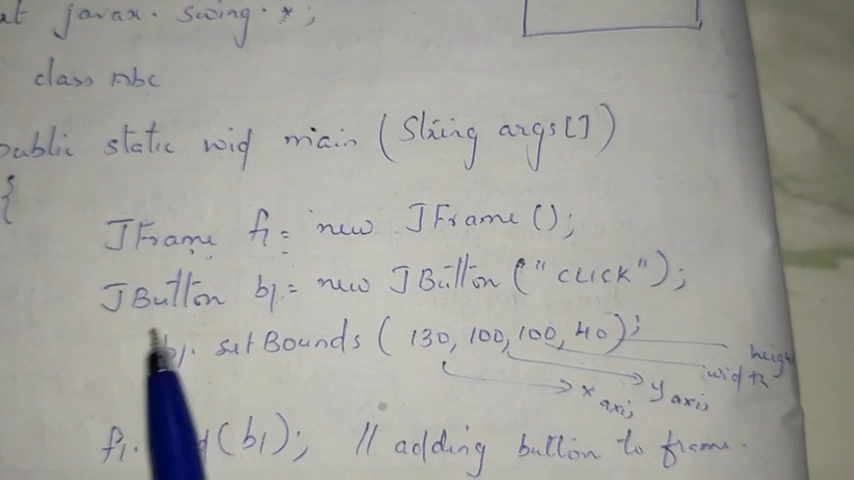 javax.swing.*;
class Abc
public static void main (String args[])
{
JFrame f1 = new JFrame();
JButton b1 = new JButton ("CLICK");
b1. setBounds ( 130, 100, 100, 40);
height
width
y axis
x axis
f1. (b1); // adding button to frame.